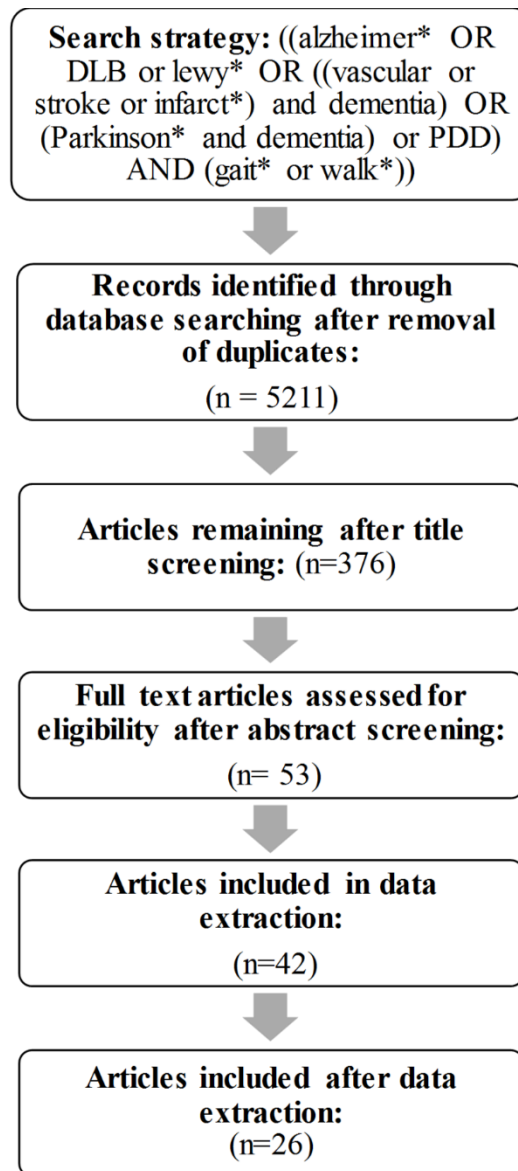 Search strategy: ((alzheimer* OR
DLB or lewy* OR ((vascular or
stroke or infarct*) and dementia) OR
(Parkinson* and dementia) or PDD)
AND (gait* or walk*))
Records identified through
database searching after removal
of duplicates:
(n = 5211)
Articles remaining after title
screening: (n=376)
Full text articles assessed for
eligibility after abstract screening:
(n= 53)
Articles included in data
extraction:
(n=42)
Articles included after data
extraction:
(n=26)